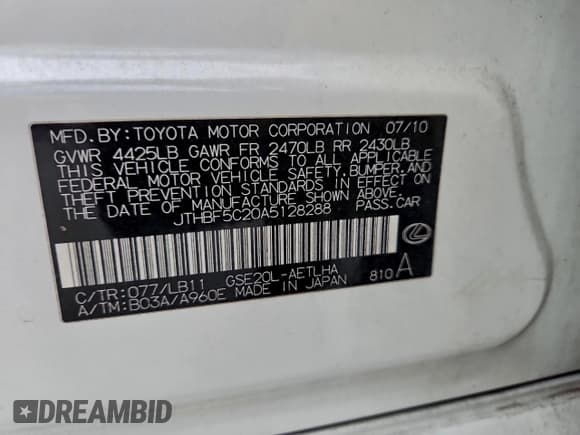 MFD.BY:TOYOTA MOTOR CORPORATION 07/10
GVWR 4425LB GAWR FR 2470LB RR 2430LB
THIS VEHICLE CONFORMS TO ALL APPLICABLE
FEDERAL MOTOR VEHICLE SAFETY,BUMPER,AND
THEFT PREVENTION STANDARDS IN EFFECT ON
THE DATE OF MANUFACTURE SHOWN ABOVE.
JTHBF5C20A5128288 PASS.CAR
C/TR:077/LB11 GSE20L-AETLHA
A/TM:B03A/A960E MADE IN JAPAN 810A
DREAMBID